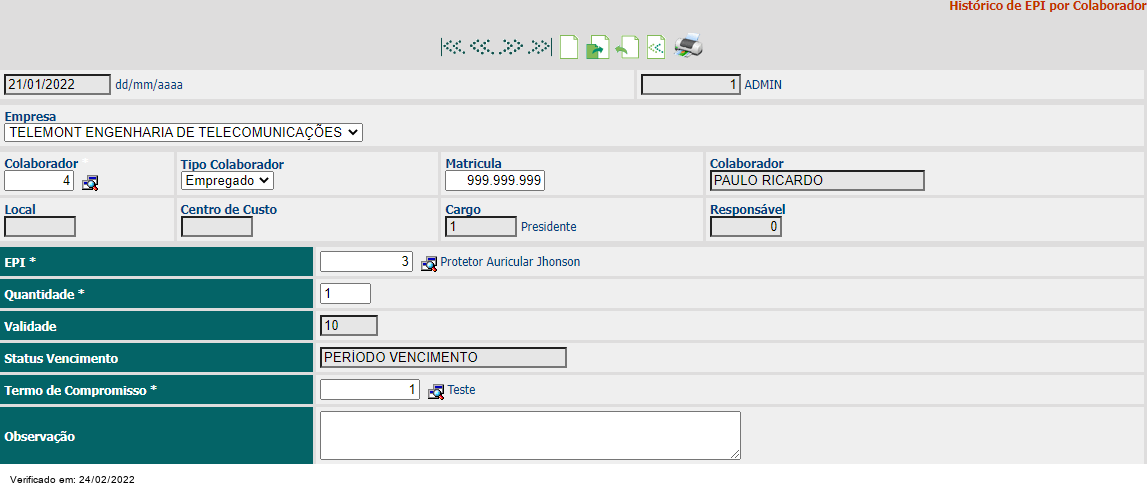 Histórico de EPI por Colaborador
21/01/2022 dd/mm/aaaa 1 ADMIN
Empresa
TELEMONT ENGENHARIA DE TELECOMUNICAÇÕES
Colaborador * Tipo Colaborador Matricula Colaborador
4 Empregado 999.999.999 PAULO RICARDO
Local Centro de Custo Cargo Responsável
1 Presidente 0
EPI * 3 Protetor Auricular Jhonson
Quantidade * 1
Validade 10
Status Vencimento PERÍODO VENCIMENTO
Termo de Compromisso * 1 Teste
Observação
Verificado em: 24/02/2022